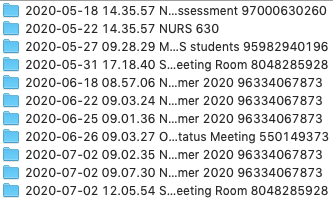 2020-05-18 14.35.57 N...ssessment 97000630260
2020-05-22 14.35.57 NURS 630
2020-05-27 09.28.29 M...S students 95982940196
2020-05-31 17.18.40 S...eeting Room 8048285928
2020-06-18 08.57.06 N...mer 2020 96334067873
2020-06-22 09.03.24 N...mer 2020 96334067873
2020-06-25 09.01.36 N...mer 2020 96334067873
2020-06-26 09.03.27 O...tatus Meeting 550149373
2020-07-02 09.02.35 N...mer 2020 96334067873
2020-07-02 09.07.30 N...mer 2020 96334067873
2020-07-02 12.05.54 S...eeting Room 8048285928